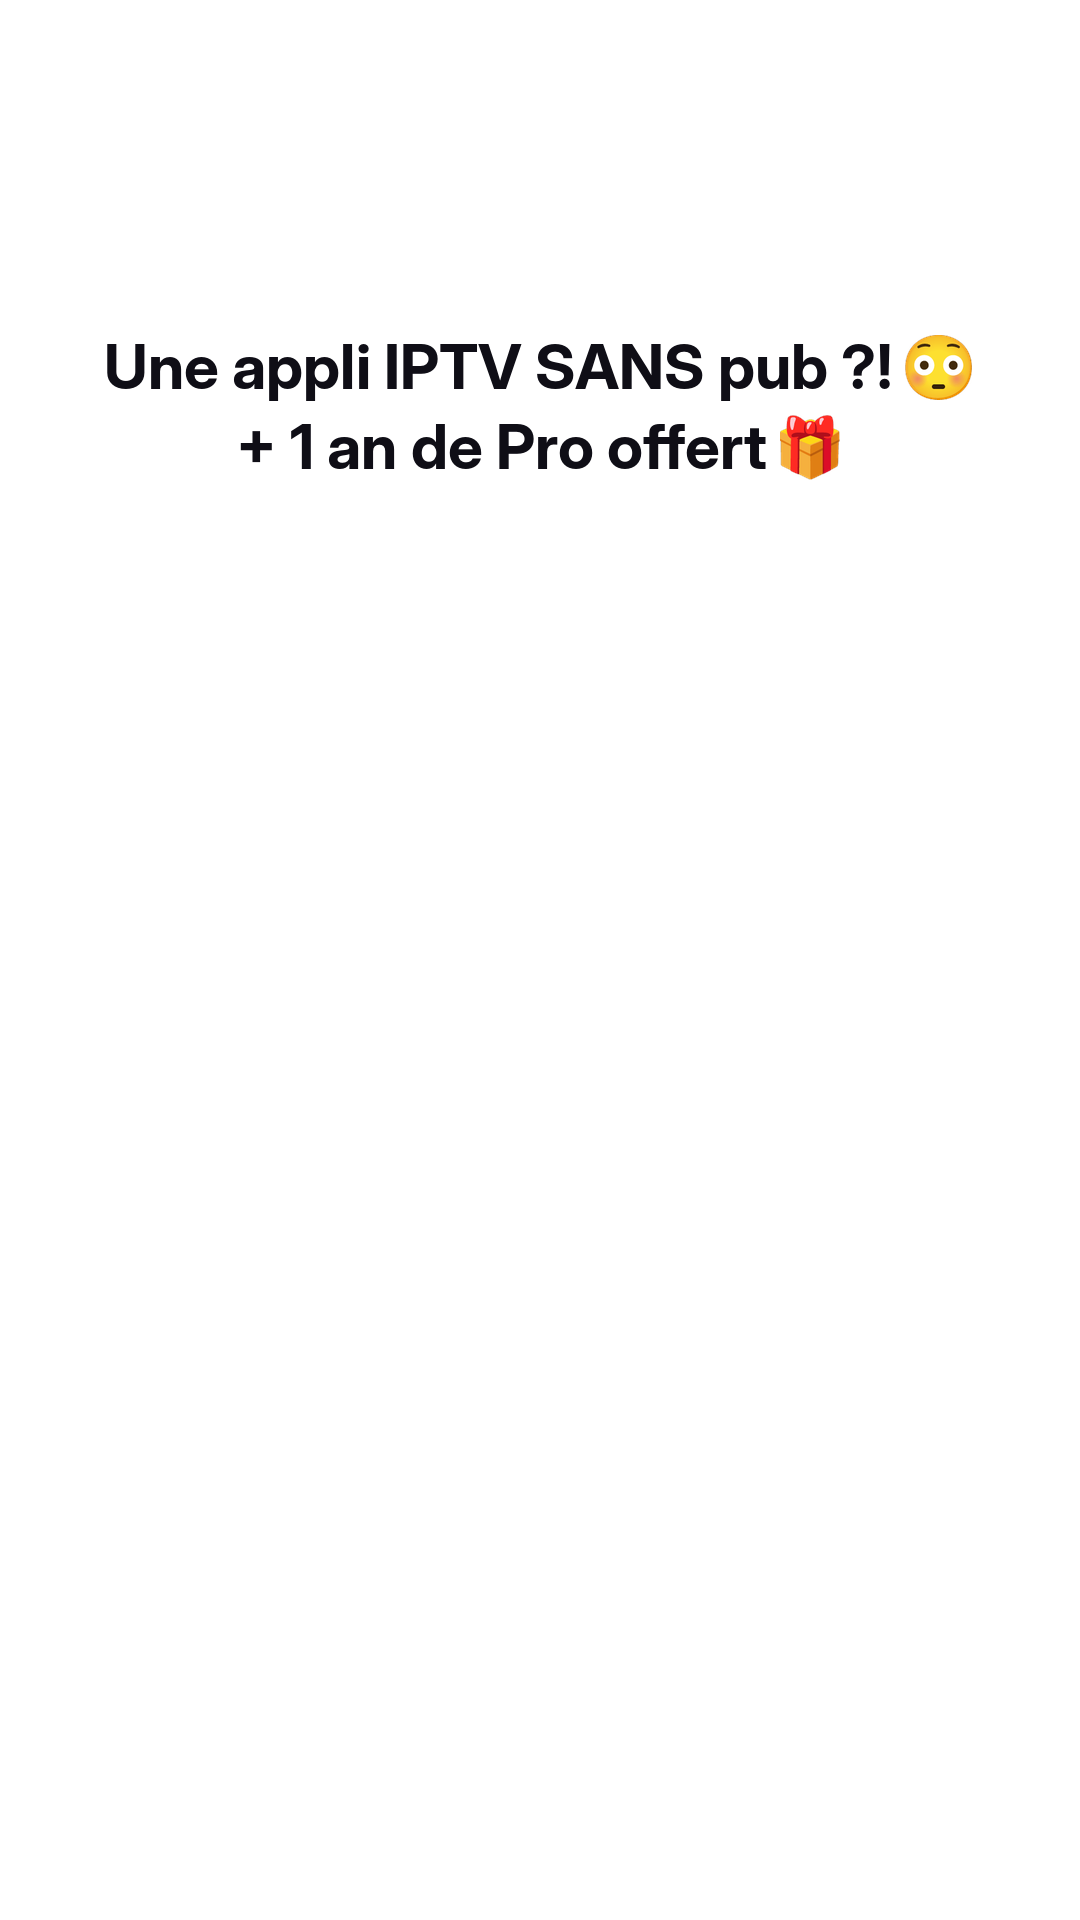 Une appli IPTV SANS pub ?! 😳
+ 1 an de Pro offert 🎁